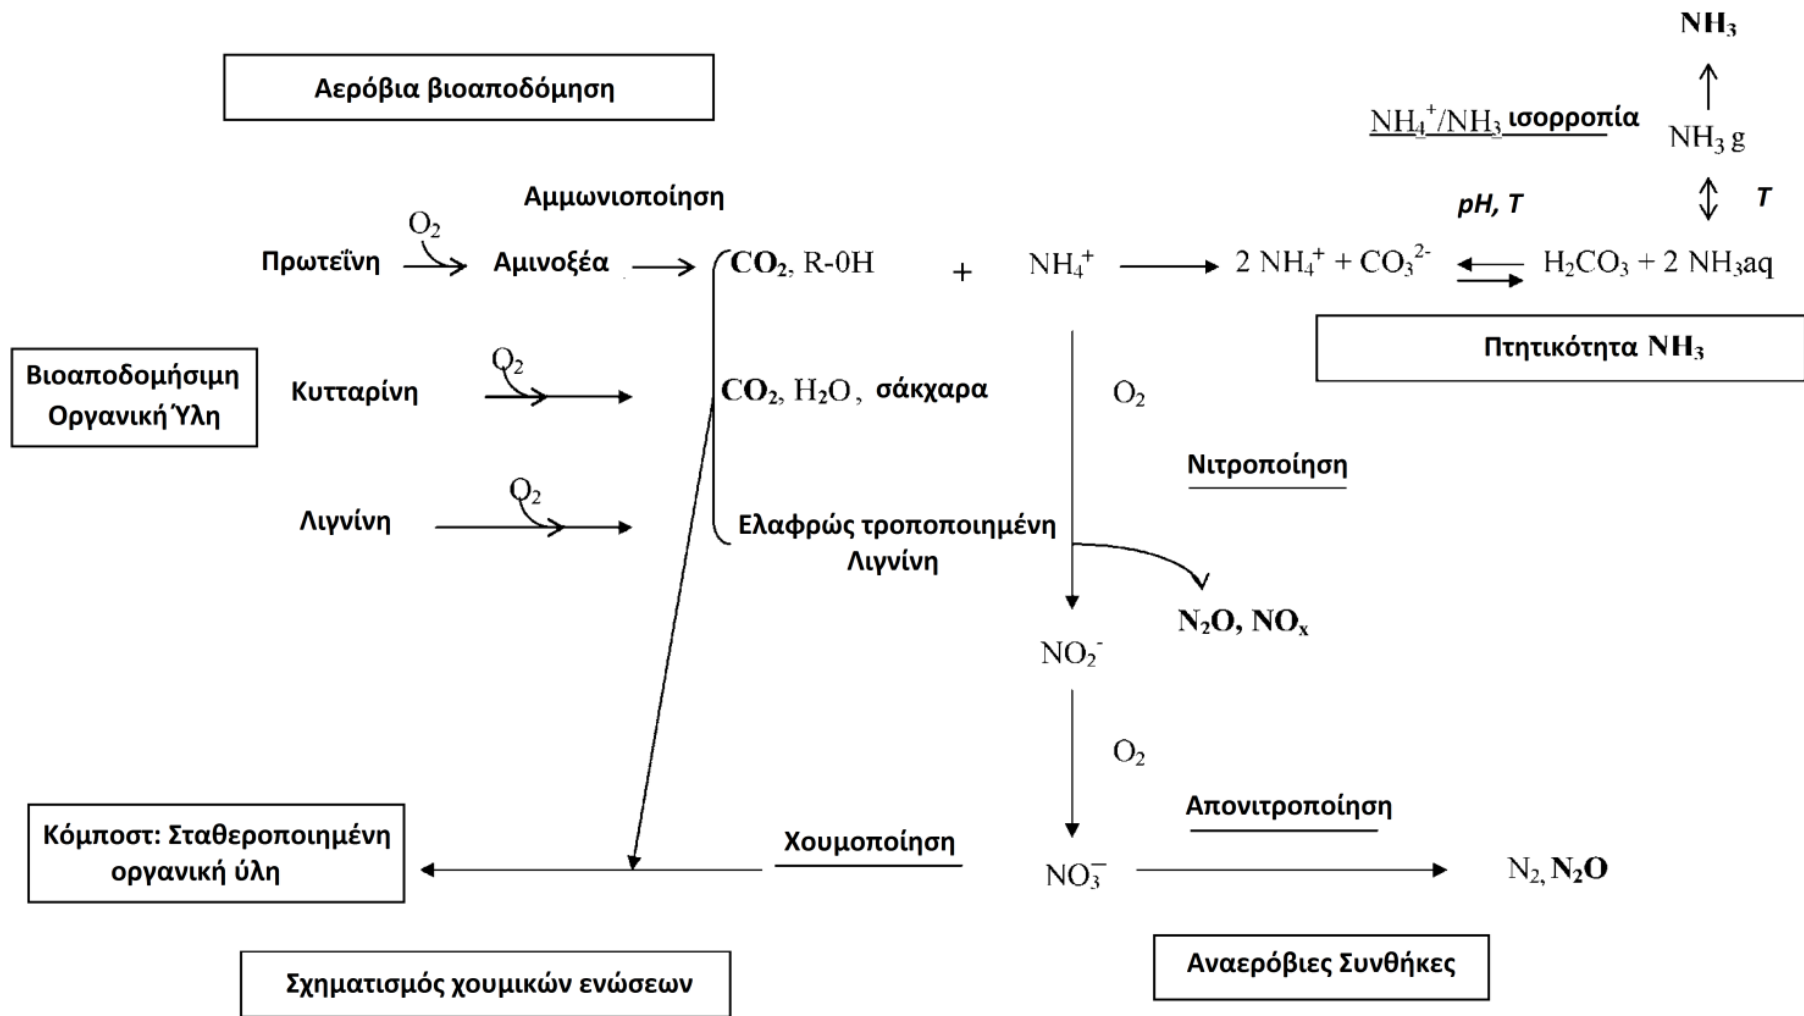 NH₃
Αερόβια βιοαποδόμηση
NH₄⁺/NH₃ ισορροπία
NH₃ g
Αμμωνιοποίηση
pH, T
T
O₂
Πρωτεΐνη
Αμινοξέα
CO₂, R-0H
+
NH₄⁺
2 NH₄⁺ + CO₃²⁻
H₂CO₃ + 2 NH₃aq
Πτητικότητα NH₃
Βιοαποδομήσιμη
Οργανική Ύλη
O₂
Κυτταρίνη
CO₂, H₂O, σάκχαρα
O₂
Νιτροποίηση
O₂
Λιγνίνη
Ελαφρώς τροποποιημένη
Λιγνίνη
N₂O, NOₓ
NO₂⁻
O₂
Απονιτροποίηση
Κόμποστ: Σταθεροποιημένη
οργανική ύλη
Χουμοποίηση
NO₃⁻
N₂, N₂O
Σχηματισμός χουμικών ενώσεων
Αναερόβιες Συνθήκες